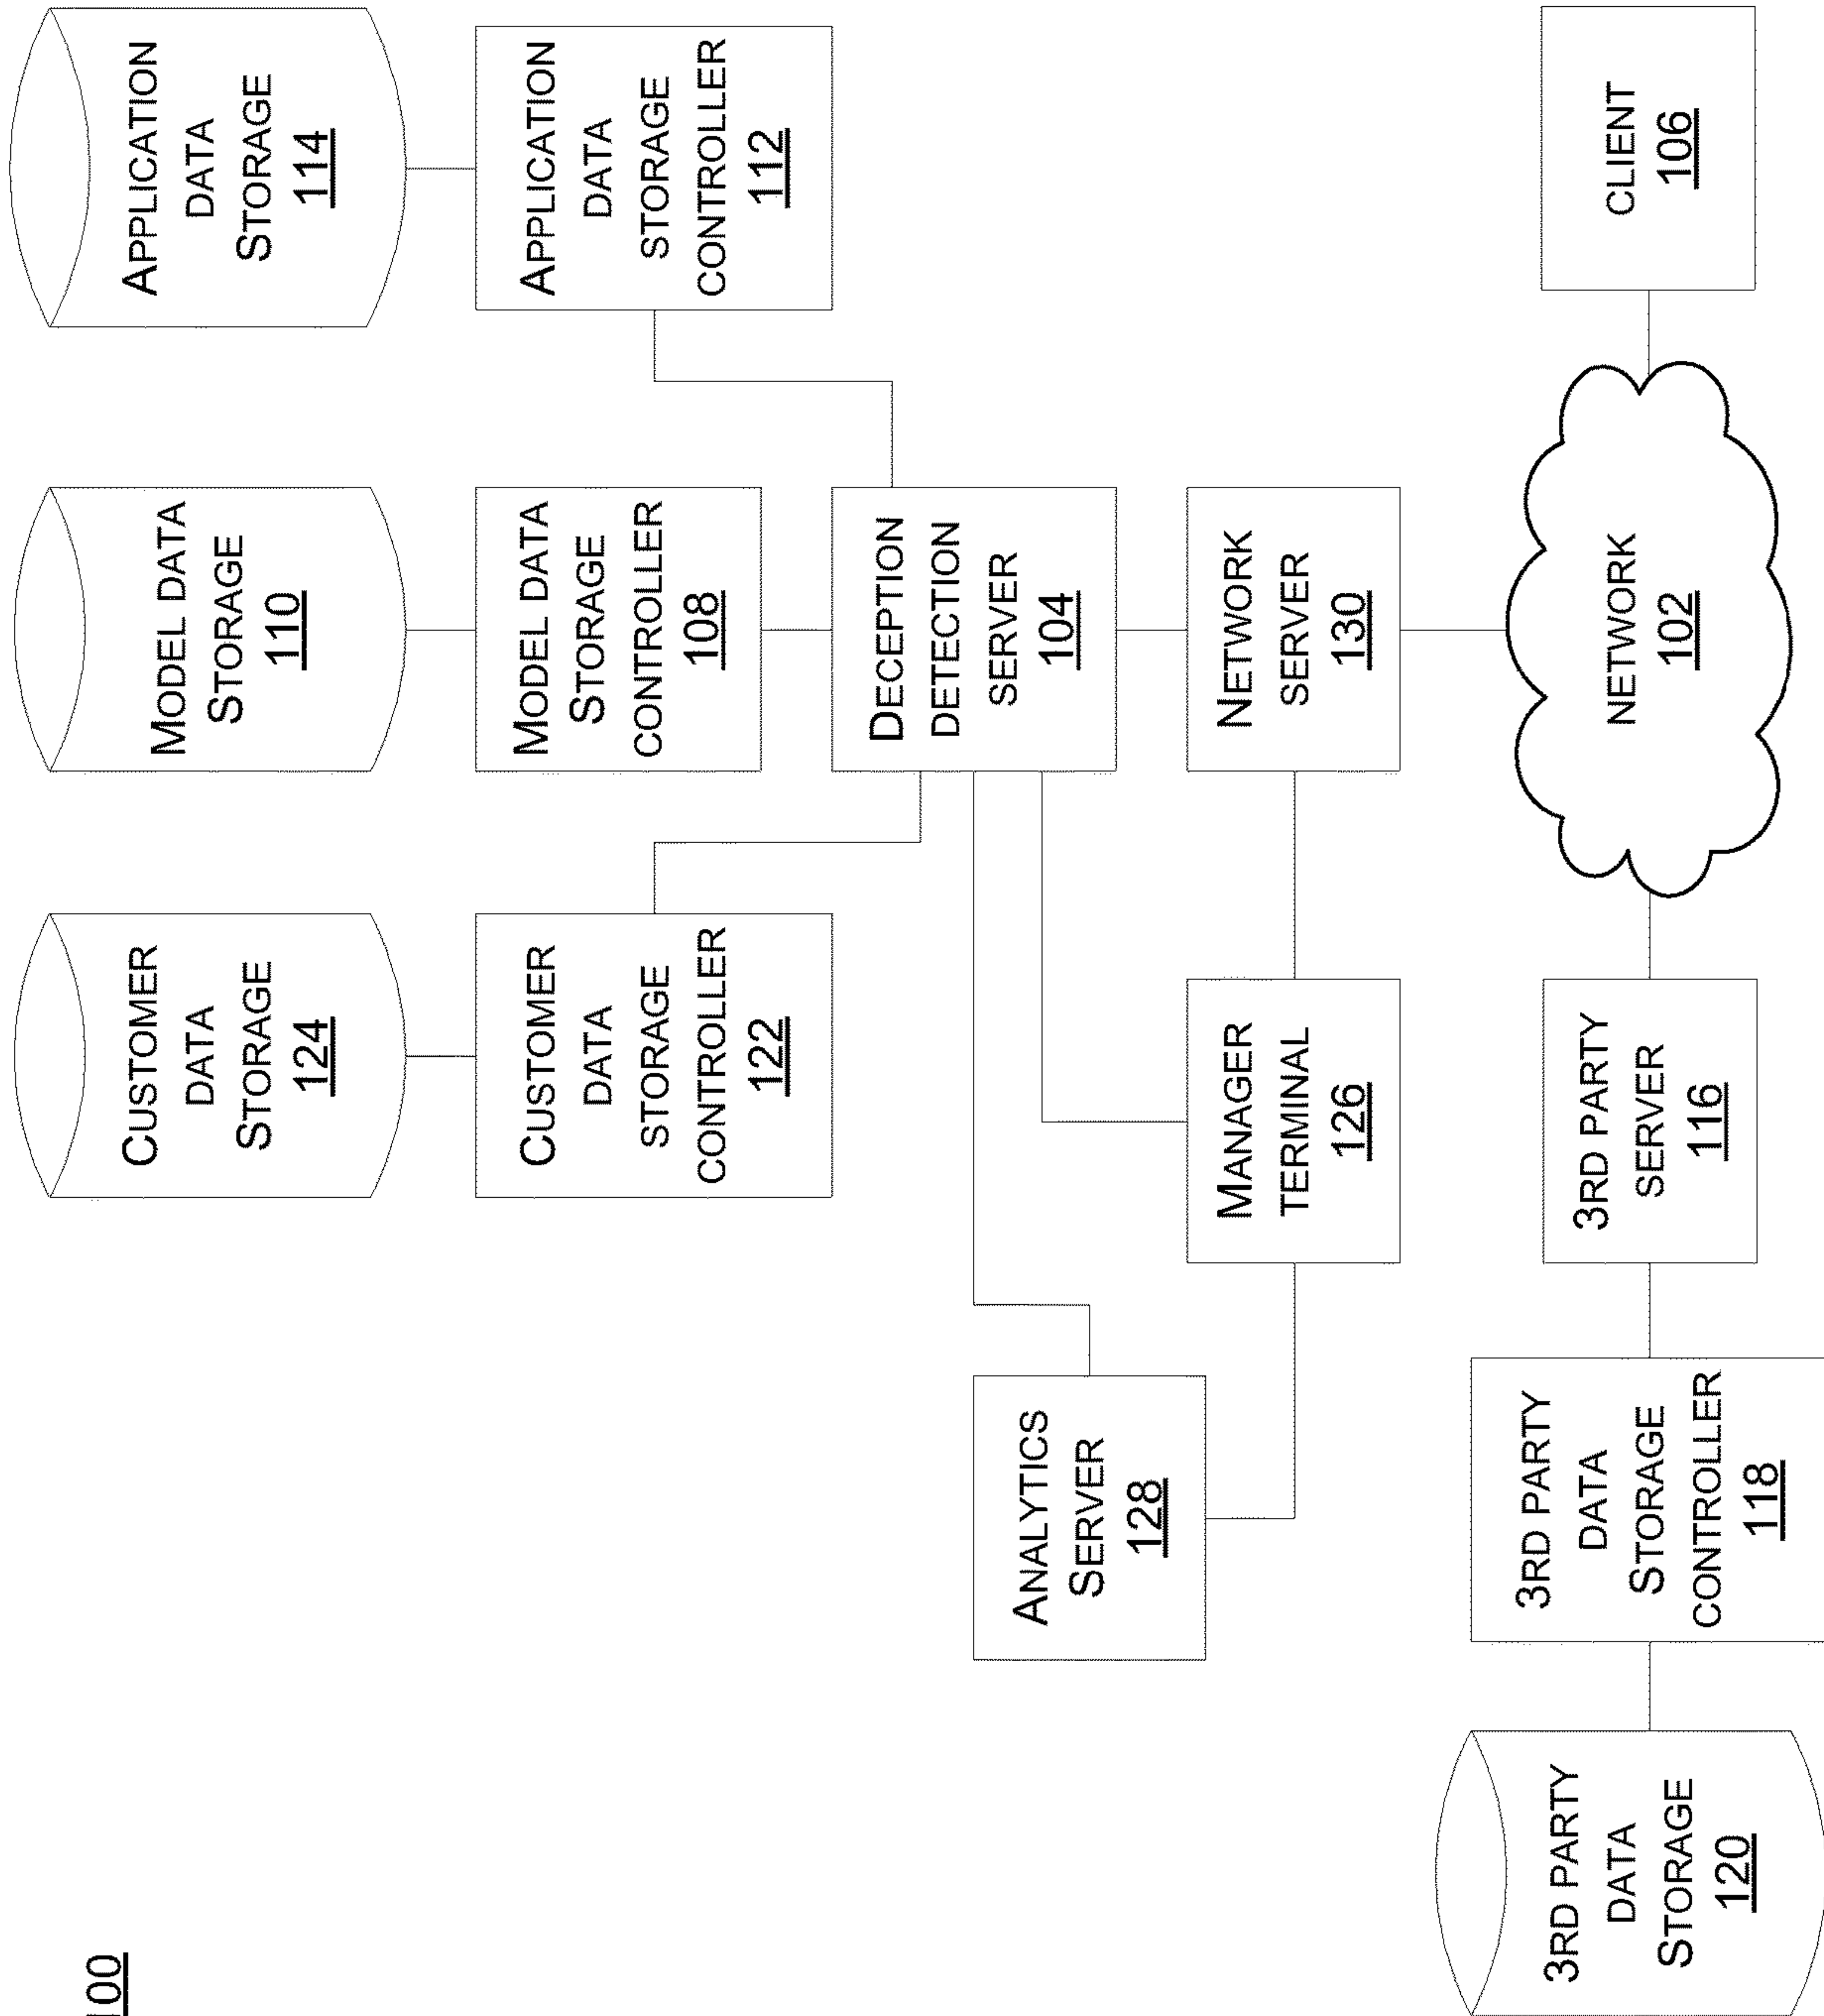 100
3RD PARTY
DATA
STORAGE
120
3RD PARTY
DATA
STORAGE
CONTROLLER
118
3RD PARTY
SERVER
116
NETWORK
102
CLIENT
106
ANALYTICS
SERVER
128
MANAGER
TERMINAL
126
NETWORK
SERVER
130
DECEPTION
DETECTION
SERVER
104
CUSTOMER
DATA
STORAGE
124
CUSTOMER
DATA
STORAGE
CONTROLLER
122
MODEL DATA
STORAGE
110
MODEL DATA
STORAGE
CONTROLLER
108
APPLICATION
DATA
STORAGE
114
APPLICATION
DATA
STORAGE
CONTROLLER
112